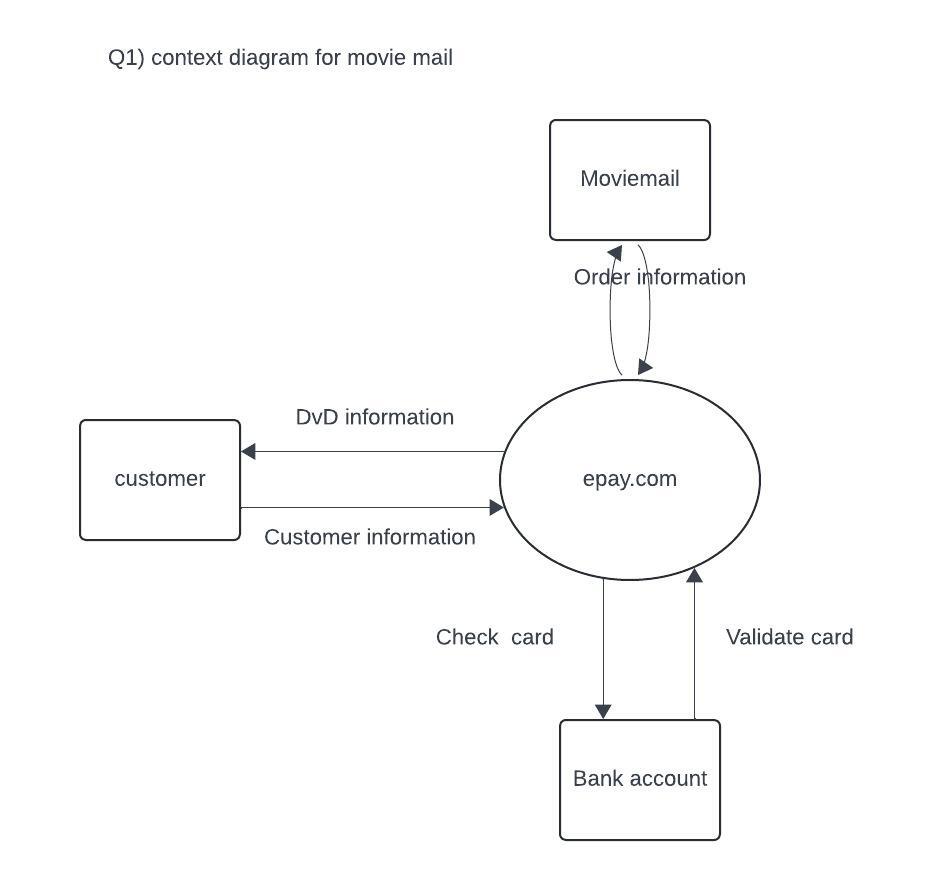 Q1) context diagram for movie mail
Moviemail
Order information
DvD information
customer
epay.com
Customer information
Check  card
Validate card
Bank account